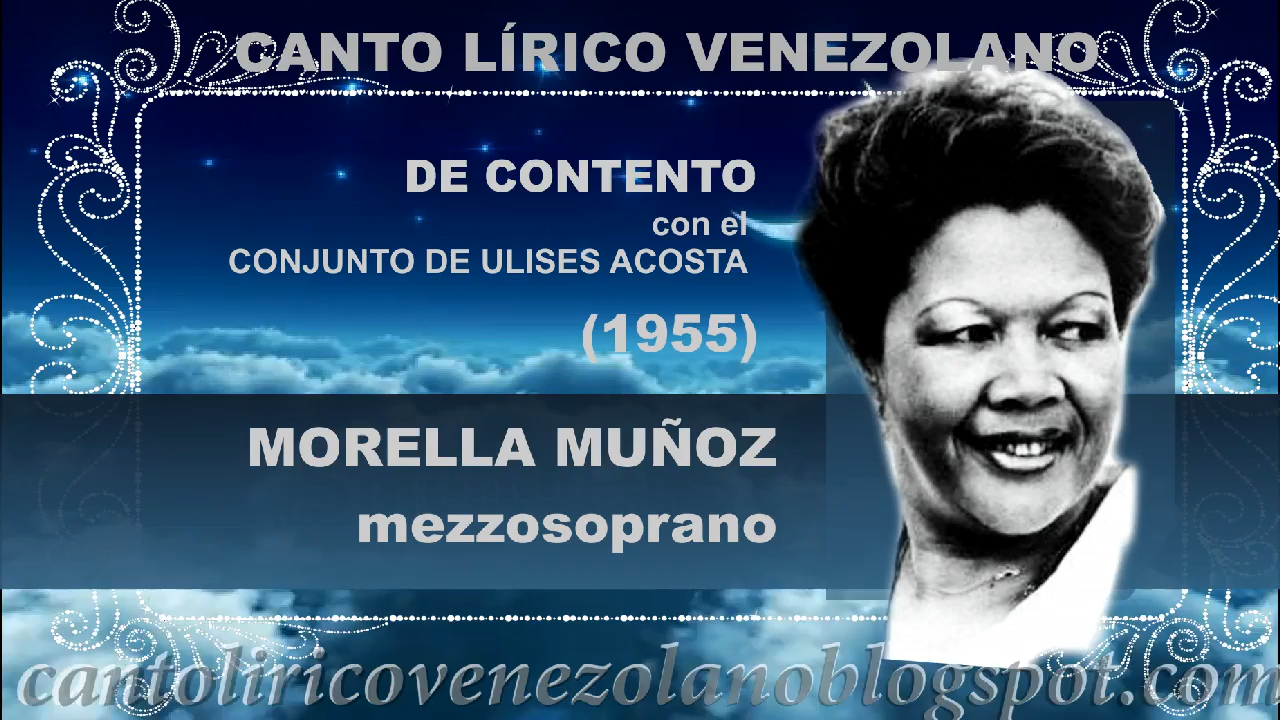 CANTO LÍRICO VENEZOLANO
DE CONTENTO
con el
CONJUNTO DE ULISES ACOSTA
(1955)
MORELLA MUÑOZ
mezzosoprano
cantoliricovenezolanoblogspot.com